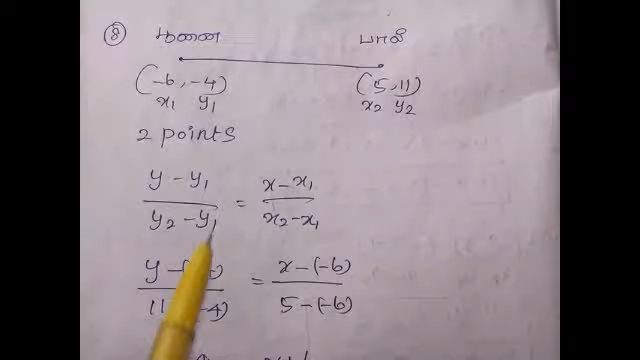 ⑧ பூனை பால்
(-6, -4) (5, 11)
x₁ y₁ x₂ y₂
2 points
y - y₁ / y₂ - y₁ = x - x₁ / x₂ - x₁
= x - (-6) / 5 - (-6)